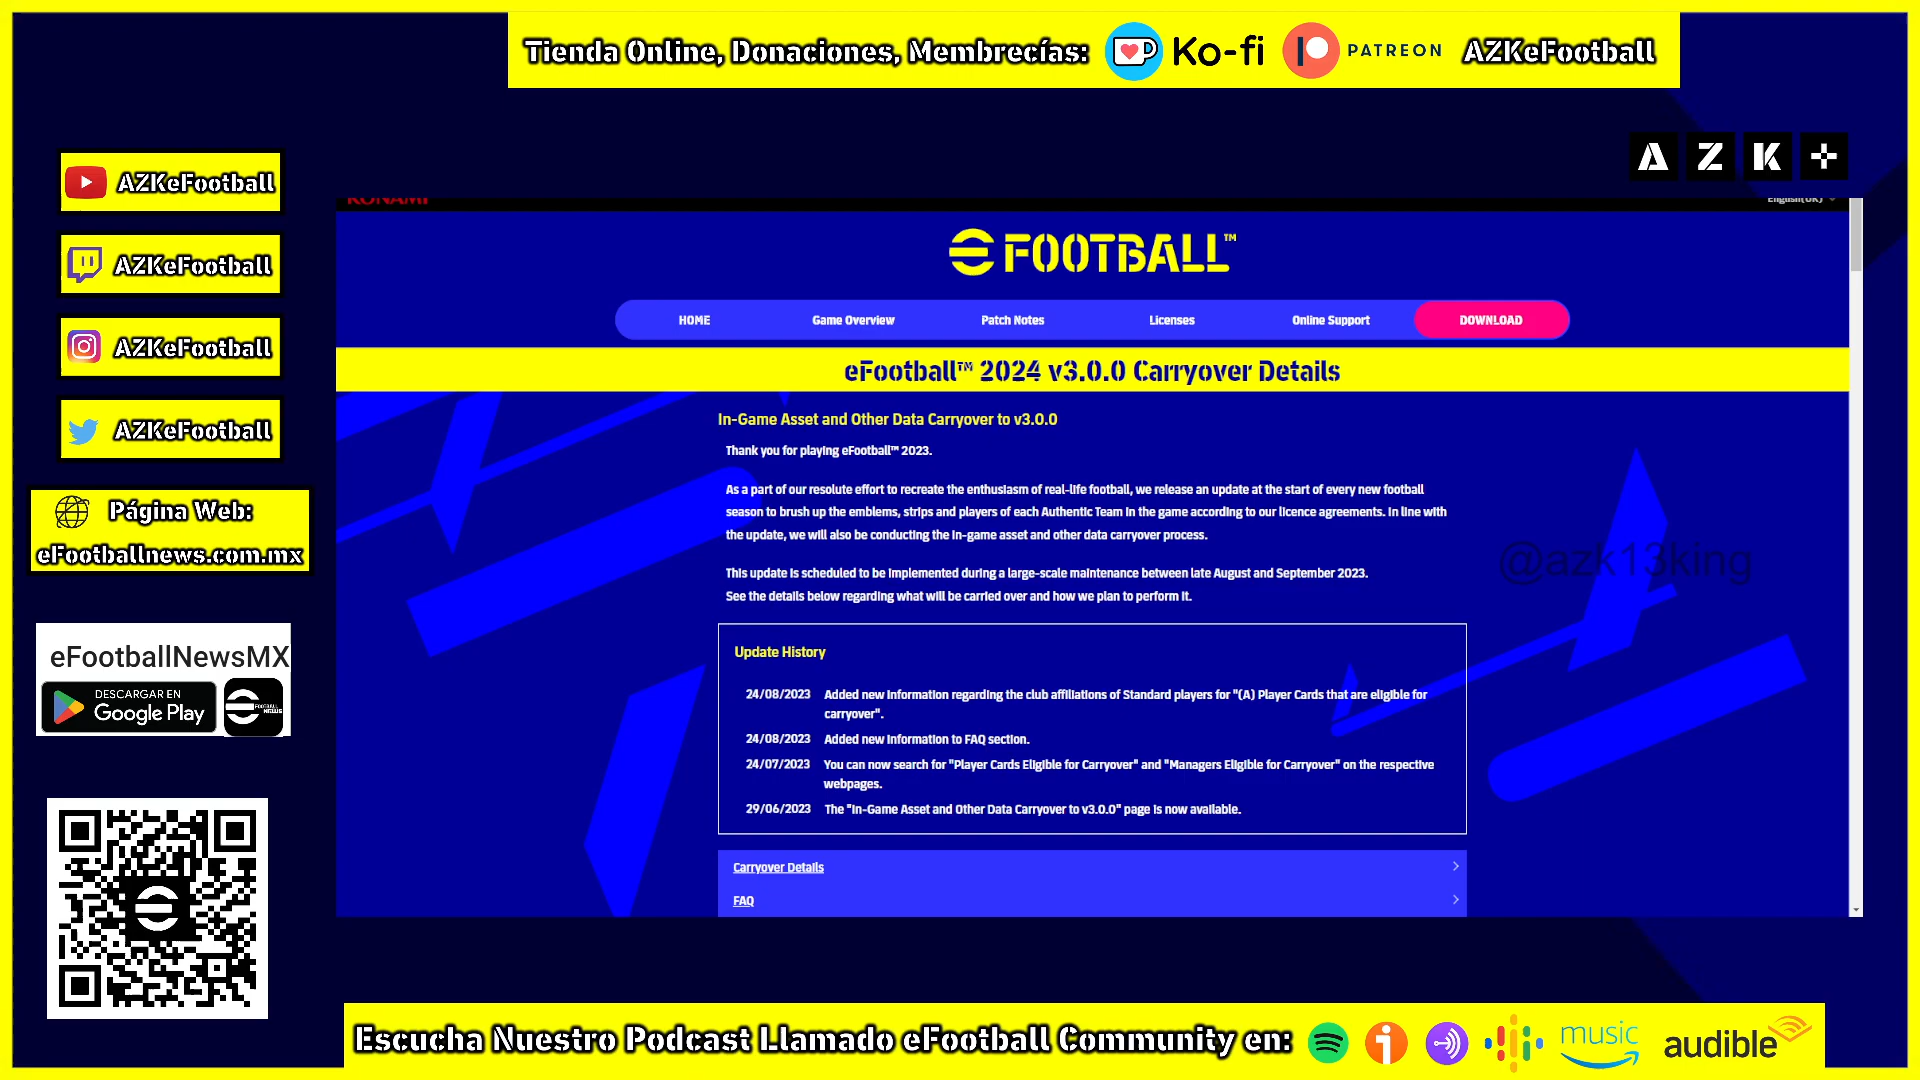 Tienda Online, Donaciones, Membrecías: Ko-fi PATREON AZKeFootball
A Z K +
AZKeFootball
AZKeFootball
AZKeFootball
AZKeFootball
Página Web:
eFootballnews.com.mx
eFootballNewsMX
DESCARGAR EN
Google Play
FOOTBALL
NEWS
KONAMI
English(UK)
FOOTBALL™
HOME Game Overview Patch Notes Licenses Online Support DOWNLOAD
eFootball™ 2024 v3.0.0 Carryover Details
In-Game Asset and Other Data Carryover to v3.0.0
Thank you for playing eFootball™ 2023.
As a part of our resolute effort to recreate the enthusiasm of real-life football, we release an update at the start of every new football
season to brush up the emblems, strips and players of each Authentic Team in the game according to our licence agreements. In line with
the update, we will also be conducting the in-game asset and other data carryover process.
@azk13king
This update is scheduled to be implemented during a large-scale maintenance between late August and September 2023.
See the details below regarding what will be carried over and how we plan to perform it.
Update History
24/08/2023 Added new information regarding the club affiliations of Standard players for "(A) Player Cards that are eligible for
carryover".
24/08/2023 Added new information to FAQ section.
24/07/2023 You can now search for "Player Cards Eligible for Carryover" and "Managers Eligible for Carryover" on the respective
webpages.
29/06/2023 The "In-Game Asset and Other Data Carryover to v3.0.0" page is now available.
Carryover Details
FAQ
Escucha Nuestro Podcast Llamado eFootball Community en: music audible